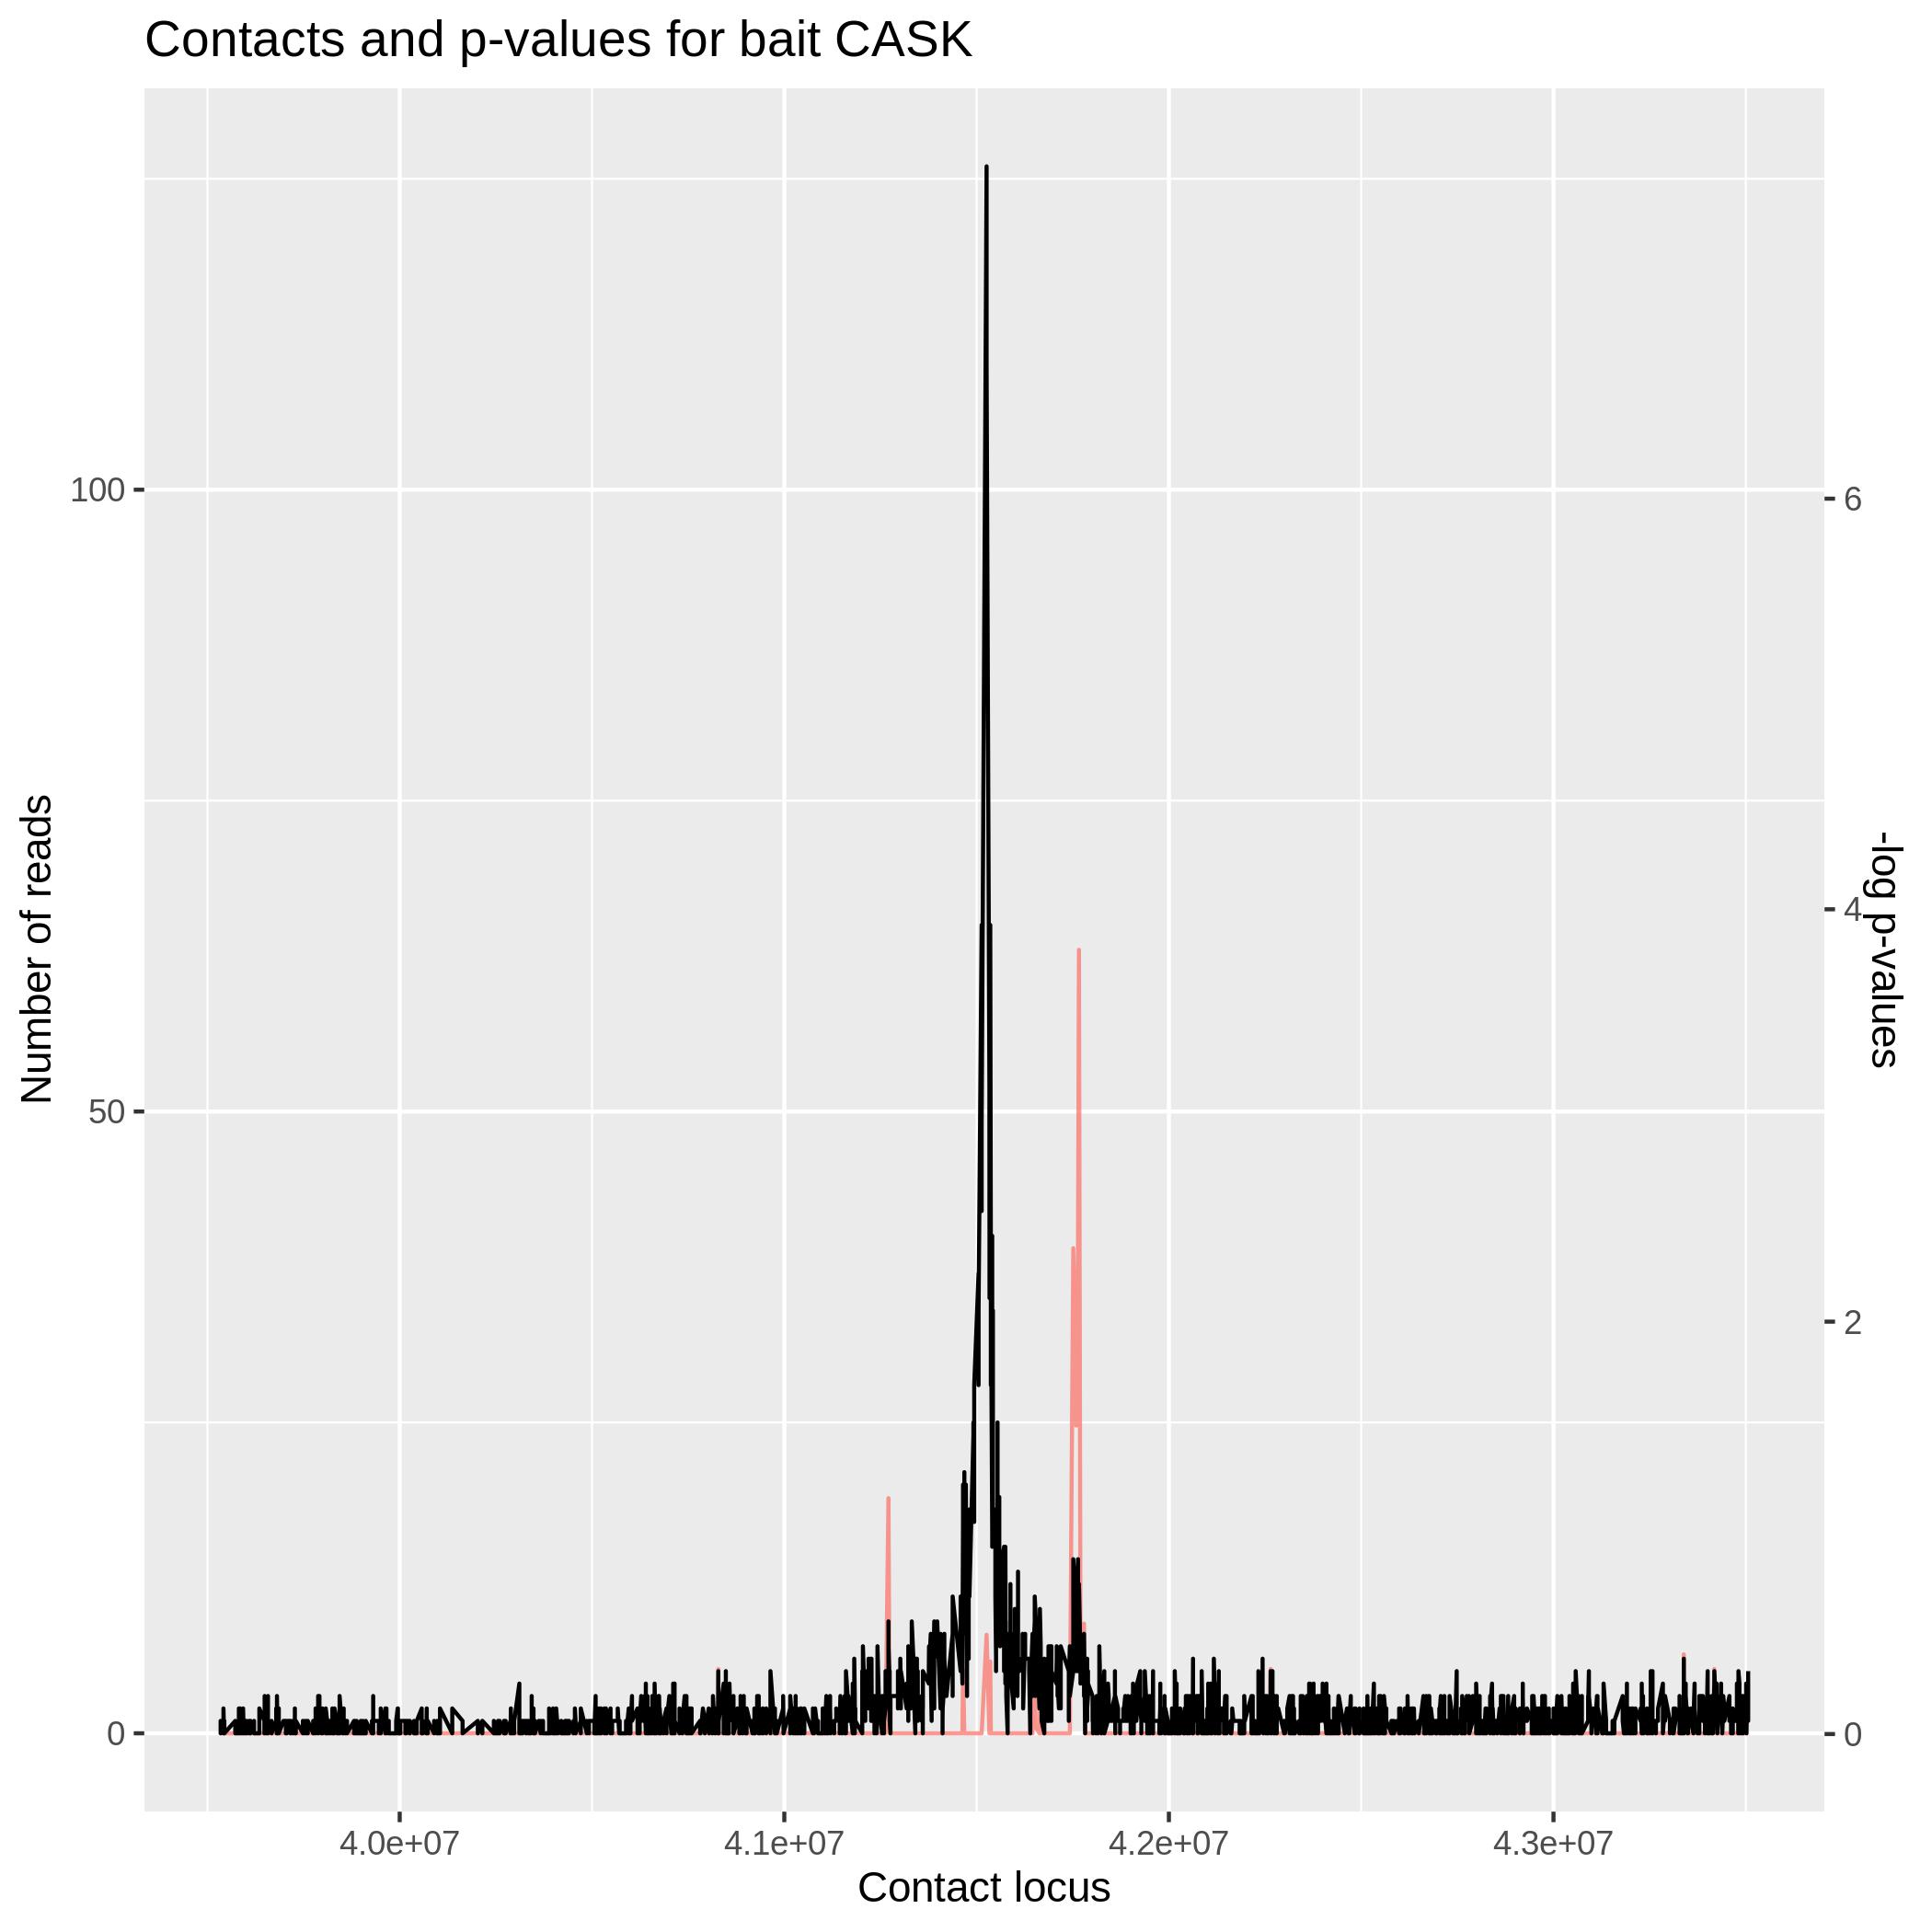 Contacts and p-values for bait CASK
Number of reads
100
50
0
6
4
2
0
-log p-values
4.0e+07
4.1e+07
4.2e+07
4.3e+07
Contact locus